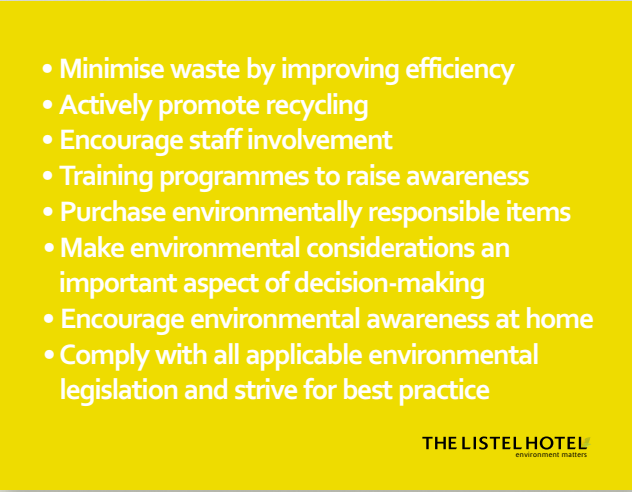 • Minimise waste by improving efficiency
• Actively promote recycling
• Encourage staff involvement
• Training programmes to raise awareness
• Purchase environmentally responsible items
• Make environmental considerations an
important aspect of decision-making
• Encourage environmental awareness at home
• Comply with all applicable environmental
legislation and strive for best practice
THE LISTEL HOTEL
environment matters